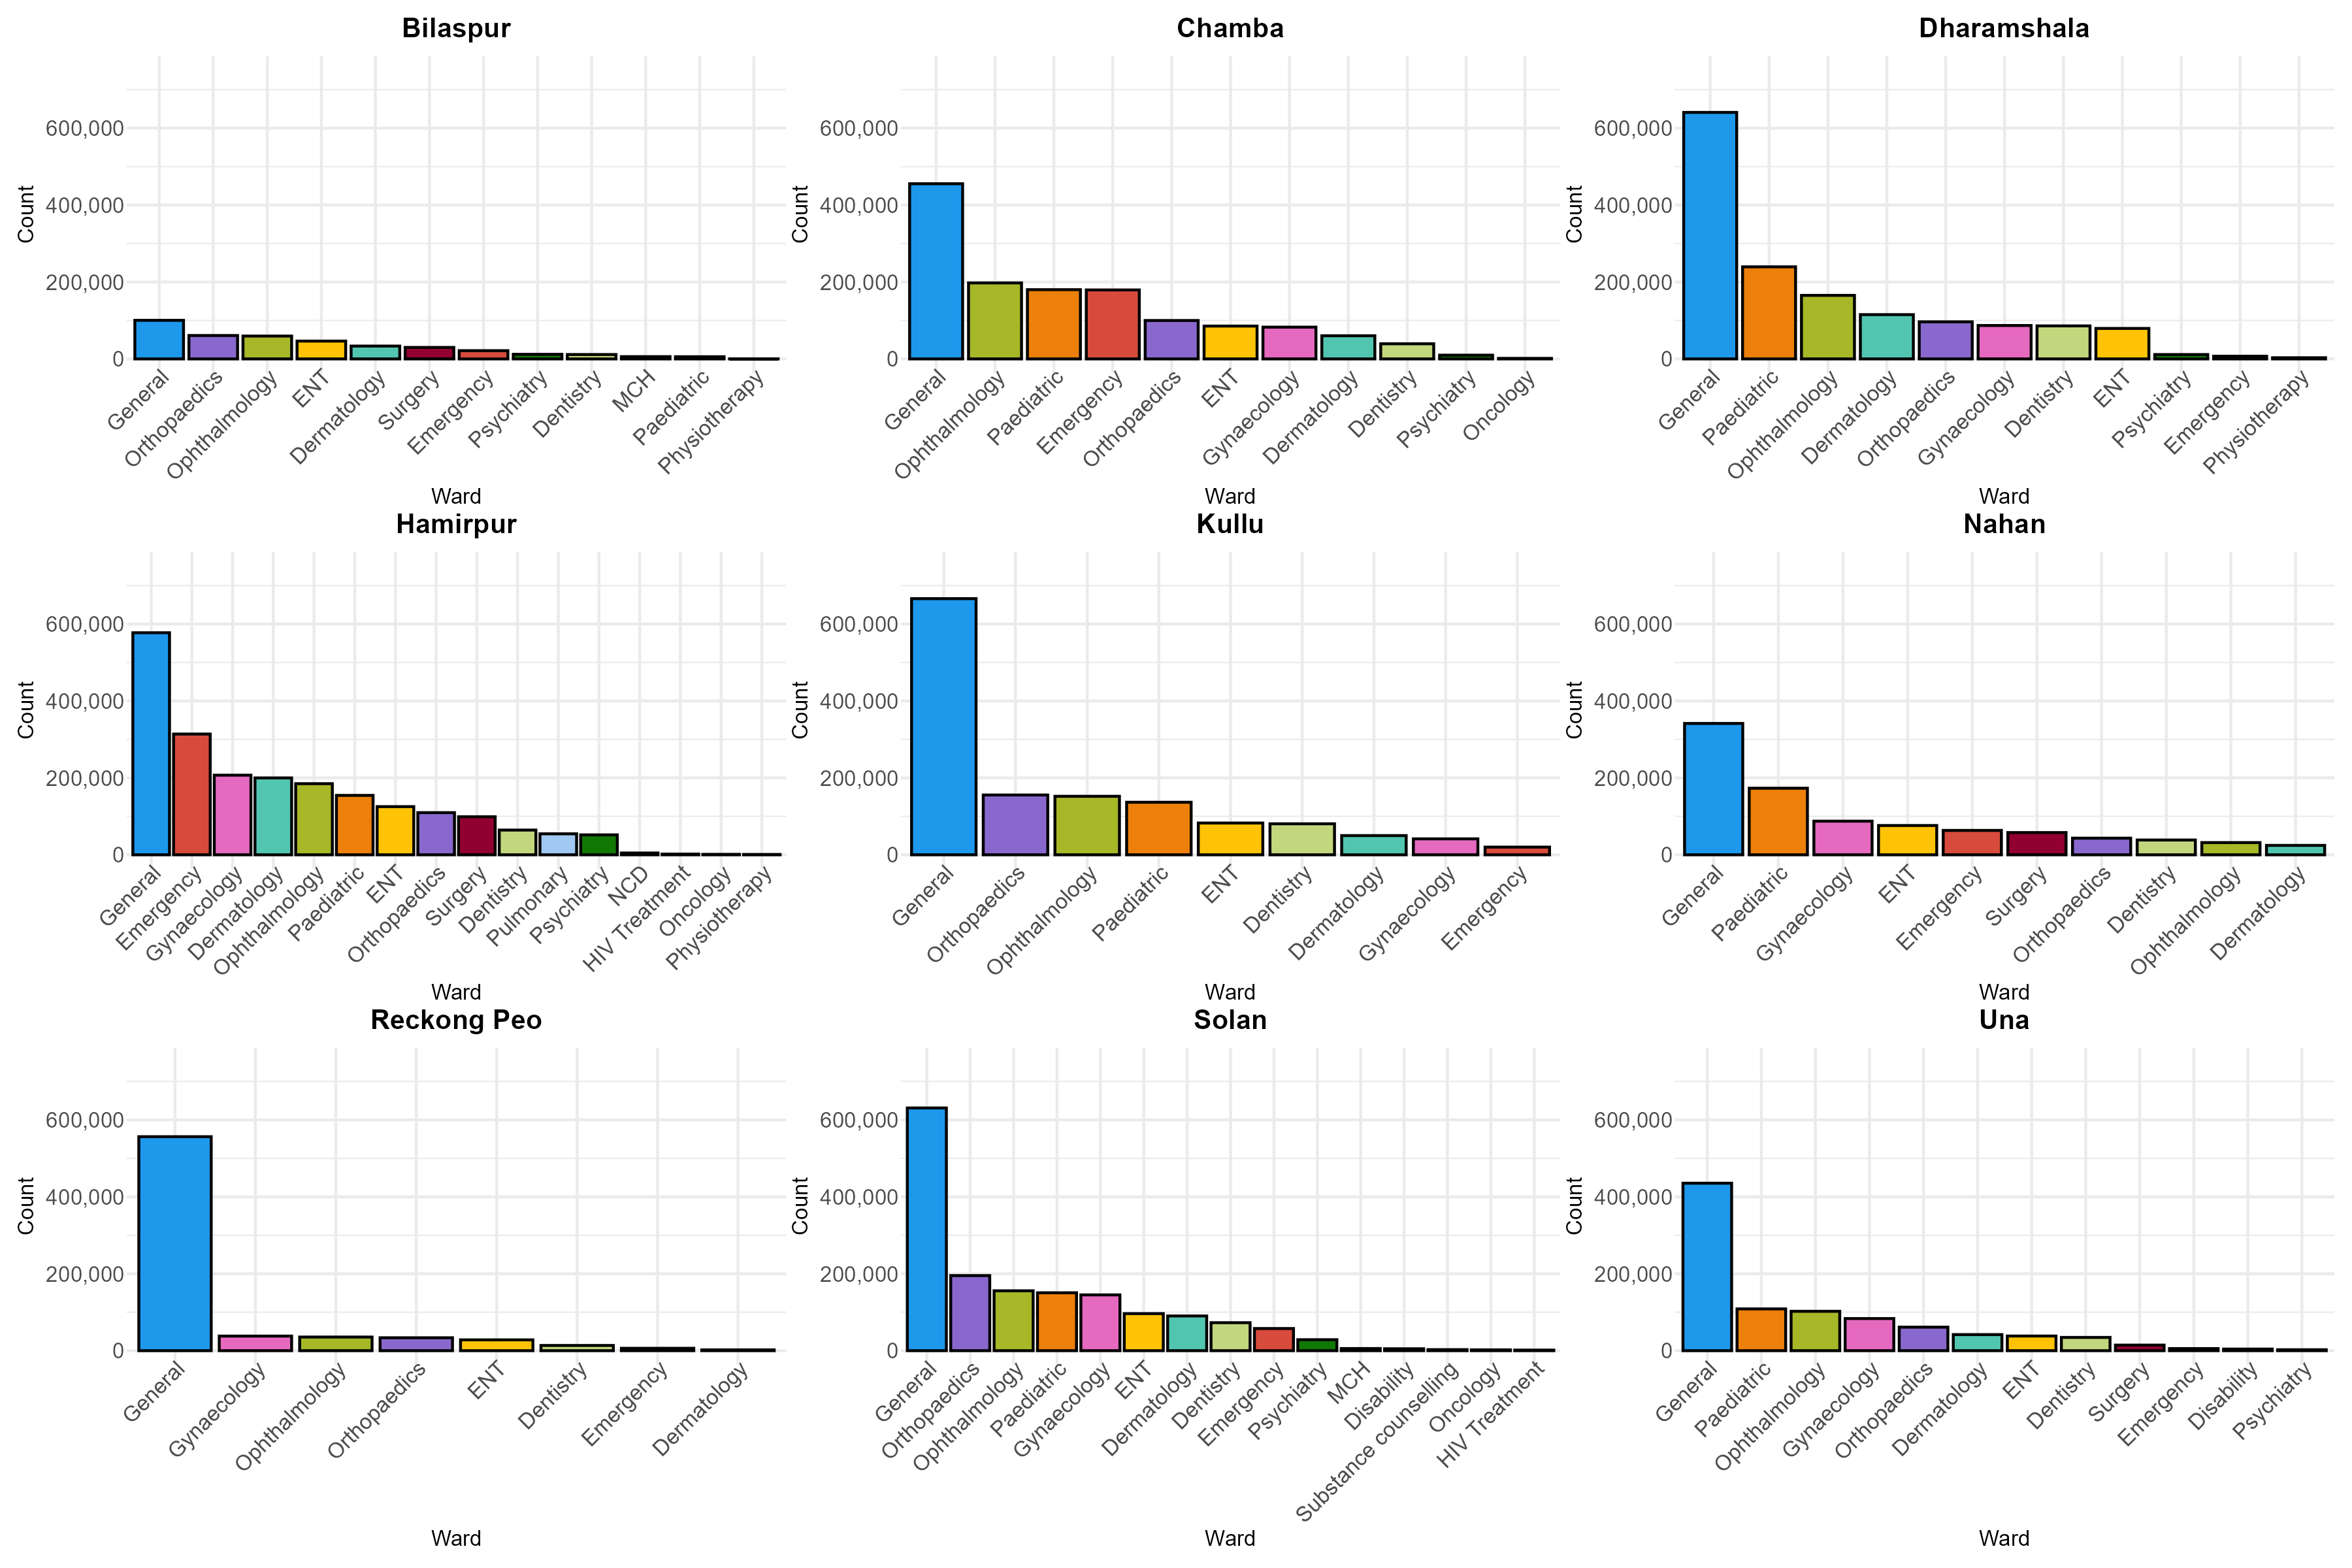 Bilaspur
Count
600,000
400,000
200,000
0
General
Orthopaedics
Ophthalmology
ENT
Dermatology
Surgery
Emergency
Psychiatry
Dentistry
MCH
Paediatric
Physiotherapy
Ward
Chamba
Count
600,000
400,000
200,000
0
General
Ophthalmology
Paediatric
Emergency
Orthopaedics
ENT
Gynaecology
Dermatology
Dentistry
Psychiatry
Oncology
Ward
Dharamshala
Count
600,000
400,000
200,000
0
General
Paediatric
Ophthalmology
Dermatology
Orthopaedics
Gynaecology
Dentistry
ENT
Psychiatry
Emergency
Physiotherapy
Ward
Hamirpur
Count
600,000
400,000
200,000
0
General
Emergency
Gynaecology
Dermatology
Ophthalmology
Paediatric
ENT
Orthopaedics
Surgery
Dentistry
Pulmonary
Psychiatry
NCD
HIV Treatment
Oncology
Physiotherapy
Ward
Kullu
Count
600,000
400,000
200,000
0
General
Orthopaedics
Ophthalmology
Paediatric
ENT
Dentistry
Dermatology
Gynaecology
Emergency
Ward
Nahan
Count
600,000
400,000
200,000
0
General
Paediatric
Gynaecology
ENT
Emergency
Surgery
Orthopaedics
Dentistry
Ophthalmology
Dermatology
Ward
Reckong Peo
Count
600,000
400,000
200,000
0
General
Gynaecology
Ophthalmology
Orthopaedics
ENT
Dentistry
Emergency
Dermatology
Ward
Solan
Count
600,000
400,000
200,000
0
General
Orthopaedics
Ophthalmology
Paediatric
Gynaecology
ENT
Dermatology
Dentistry
Emergency
Psychiatry
MCH
Disability
Substance counselling
Oncology
HIV Treatment
Ward
Una
Count
600,000
400,000
200,000
0
General
Paediatric
Ophthalmology
Gynaecology
Orthopaedics
Dermatology
ENT
Dentistry
Surgery
Emergency
Disability
Psychiatry
Ward